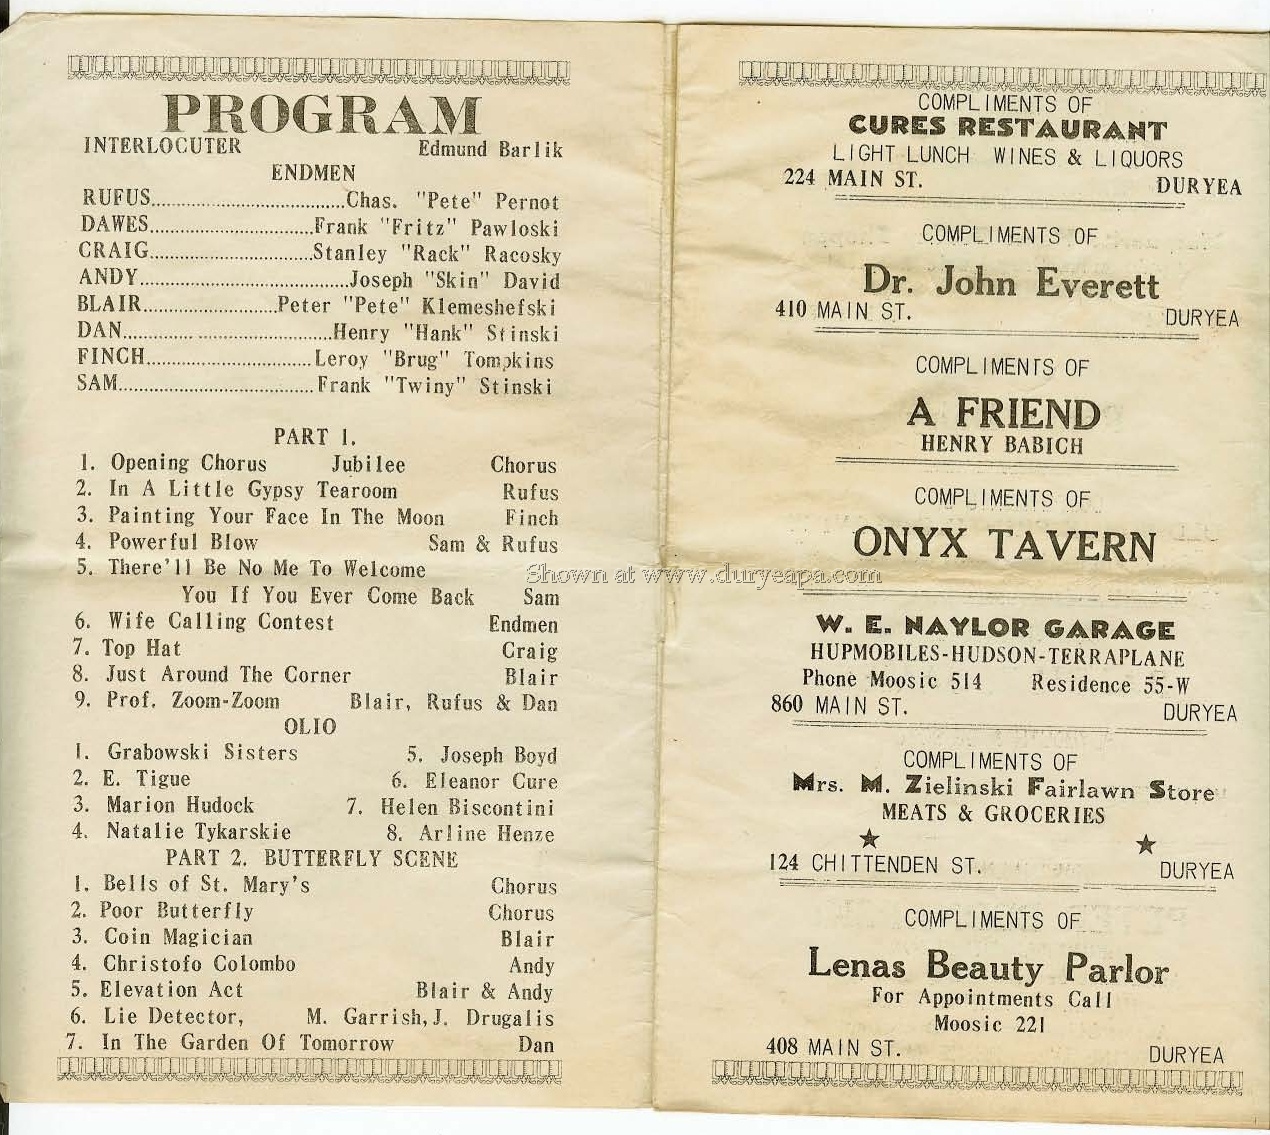 PROGRAM
INTERLOCUTER Edmund Barlik
ENDMEN
RUFUS......................................Chas. "Pete" Pernot
DAWES................................Frank "Fritz" Pawloski
CRAIG................................Stanley "Rack" Racosky
ANDY.........................................Joseph "Skin" David
BLAIR..........................Peter "Pete" Klemeshefski
DAN.........................................Henry "Hank" Stinski
FINCH................................Leroy "Brug" Tompkins
SAM......................................Frank "Twiny" Stinski
PART 1.
1. Opening Chorus Jubilee Chorus
2. In A Little Gypsy Tearoom Rufus
3. Painting Your Face In The Moon Finch
4. Powerful Blow Sam & Rufus
5. There'll Be No Me To Welcome
You If You Ever Come Back Sam
6. Wife Calling Contest Endmen
7. Top Hat Craig
8. Just Around The Corner Blair
9. Prof. Zoom-Zoom Blair, Rufus & Dan
OLIO
1. Grabowski Sisters 5. Joseph Boyd
2. E. Tigue 6. Eleanor Cure
3. Marion Hudock 7. Helen Biscontini
4. Natalie Tykarskie 8. Arline Henze
PART 2. BUTTERFLY SCENE
1. Bells of St. Mary's Chorus
2. Poor Butterfly Chorus
3. Coin Magician Blair
4. Christofo Colombo Andy
5. Elevation Act Blair & Andy
6. Lie Detector, M. Garrish, J. Drugalis
7. In The Garden Of Tomorrow Dan
COMPLIMENTS OF
CURES RESTAURANT
LIGHT LUNCH WINES & LIQUORS
224 MAIN ST. DURYEA
COMPLIMENTS OF
Dr. John Everett
410 MAIN ST. DURYEA
COMPLIMENTS OF
A FRIEND
HENRY BABICH
COMPLIMENTS OF
ONYX TAVERN
Shown at www.duryeapa.com
W. E. NAYLOR GARAGE
HUPMOBILES-HUDSON-TERRAPLANE
Phone Moosic 514 Residence 55-W
860 MAIN ST. DURYEA
COMPLIMENTS OF
Mrs. M. Zielinski Fairlawn Store
MEATS & GROCERIES
124 CHITTENDEN ST. DURYEA
COMPLIMENTS OF
Lenas Beauty Parlor
For Appointments Call
Moosic 221
408 MAIN ST. DURYEA